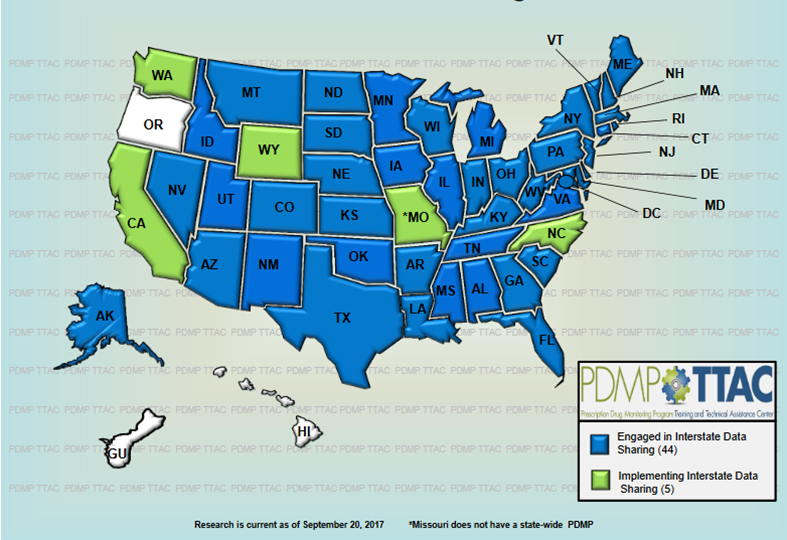 VT
ME
WA
NH
MT
ND
MA
MN
OR
RI
NY
WI
SD
CT
ID
MI
WY
PA
NJ
IA
NE
OH
DE
IL
IN
NV
WV
UT
VA
MD
CO
KS
*MO
KY
DC
CA
NC
TN
OK
SC
AZ
NM
AR
GA
MS
AL
LA
AK
TX
FL
HI
GU
PDMP TTAC
Prescription Drug Monitoring Program Training and Technical Assistance Center
Engaged in Interstate Data
Sharing (44)
Implementing Interstate Data
Sharing (5)
Research is current as of September 20, 2017 *Missouri does not have a state-wide PDMP